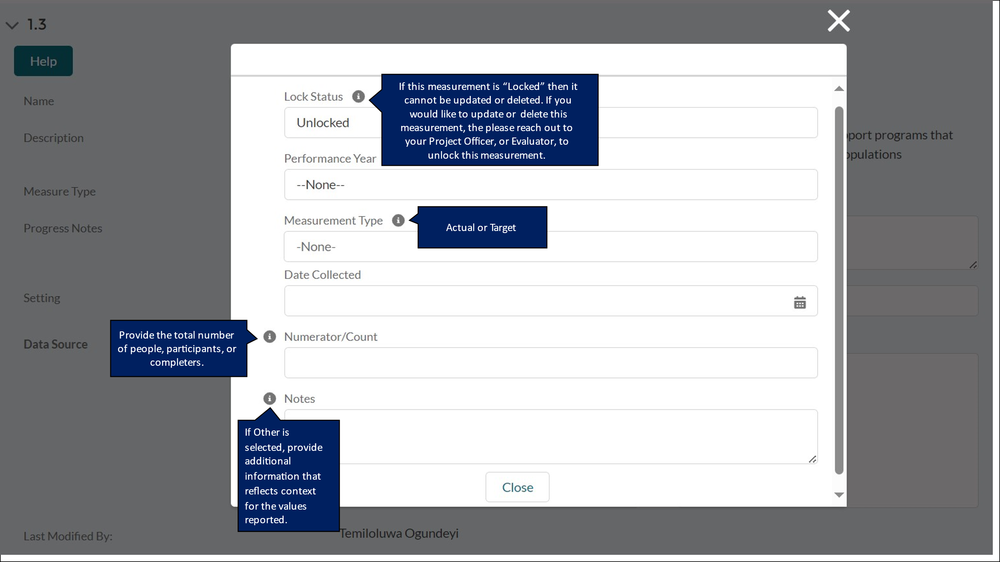 1.3
Help
Name
Description
Measure Type
Progress Notes
Setting
Data Source
Last Modified By:
Temiloluwa Ogundeyi
port programs that
opulations
Lock Status
Unlocked
If this measurement is “Locked” then it
cannot be updated or deleted. If you
would like to update or  delete this
measurement, the please reach out to
your Project Officer, or Evaluator, to
unlock this measurement.
Performance Year
--None--
Measurement Type
Actual or Target
-None-
Date Collected
Numerator/Count
Provide the total number
of people, participants, or
completers.
Notes
If Other is
selected, provide
additional
information that
reflects context
for the values
reported.
Close